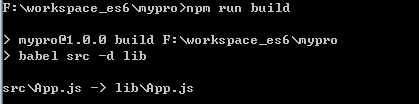 F:\workspace_es6\mypro>npm run build
> mypro@1.0.0 build F:\workspace_es6\mypro
> babel src -d lib
src\App.js -> lib\App.js